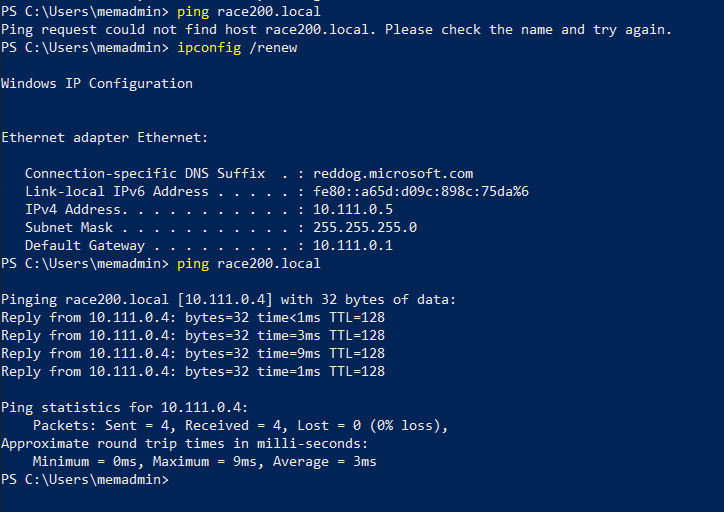 PS C:\Users\memadmin> ping race200.local
Ping request could not find host race200.local. Please check the name and try again.
PS C:\Users\memadmin> ipconfig /renew
Windows IP Configuration
Ethernet adapter Ethernet:
   Connection-specific DNS Suffix  . : reddog.microsoft.com
   Link-local IPv6 Address . . . . . : fe80::a65d:d09c:898c:75da%6
   IPv4 Address. . . . . . . . . . . : 10.111.0.5
   Subnet Mask . . . . . . . . . . . : 255.255.255.0
   Default Gateway . . . . . . . . . : 10.111.0.1
PS C:\Users\memadmin> ping race200.local
Pinging race200.local [10.111.0.4] with 32 bytes of data:
Reply from 10.111.0.4: bytes=32 time<1ms TTL=128
Reply from 10.111.0.4: bytes=32 time=3ms TTL=128
Reply from 10.111.0.4: bytes=32 time=9ms TTL=128
Reply from 10.111.0.4: bytes=32 time=1ms TTL=128
Ping statistics for 10.111.0.4:
    Packets: Sent = 4, Received = 4, Lost = 0 (0% loss),
Approximate round trip times in milli-seconds:
    Minimum = 0ms, Maximum = 9ms, Average = 3ms
PS C:\Users\memadmin>